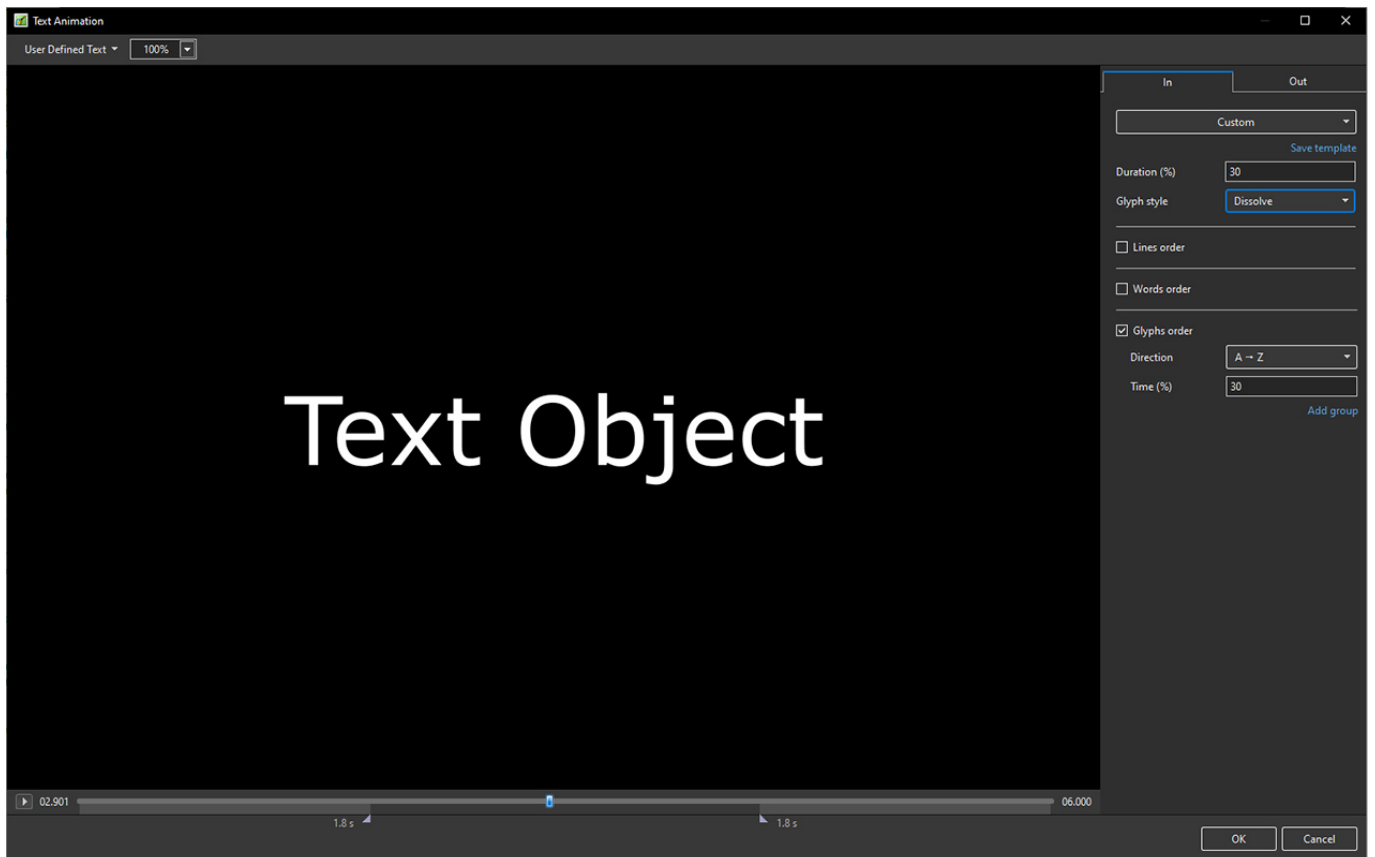 Text Animation
User Defined Text 100%
In Out
Custom
Save template
Duration (%) 30
Glyph style Dissolve
Lines order
Words order
Glyphs order
Direction A → Z
Time (%) 30
Add group
Text Object
02.901 06.000
1.8 s 1.8 s
OK Cancel